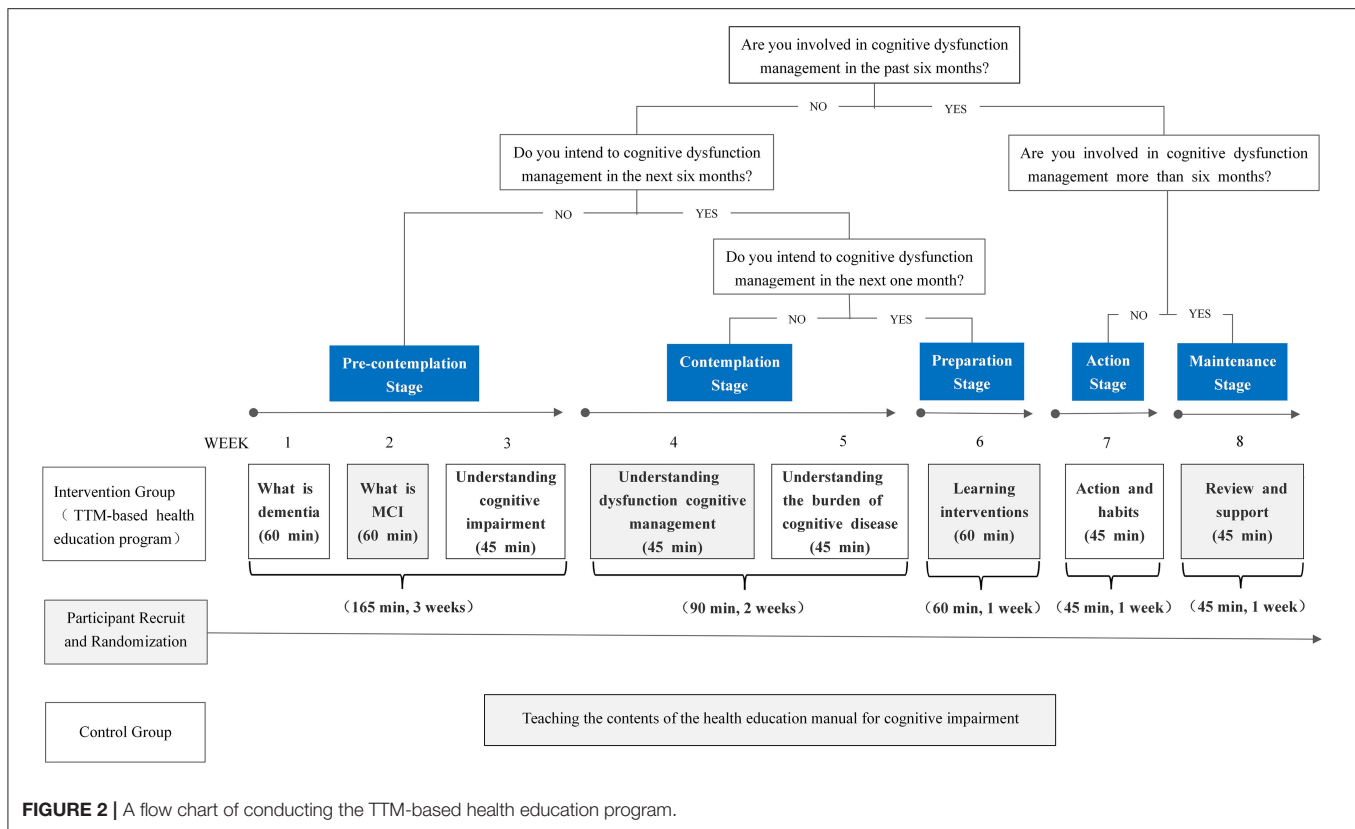 Are you involved in cognitive dysfunction
management in the past six months?
NO
YES
Do you intend to cognitive dysfunction
management in the next six months?
Are you involved in cognitive dysfunction
management more than six months?
NO
YES
Do you intend to cognitive dysfunction
management in the next one month?
NO
YES
NO
YES
Pre-contemplation
Stage
Contemplation
Stage
Preparation
Stage
Action
Stage
Maintenance
Stage
WEEK 1 2 3 4 5 6 7 8
Intervention Group
（ TTM-based health
education program）
What is
dementia
(60 min)
What is
MCI
(60 min)
Understanding
cognitive
impairment
(45 min)
Understanding
dysfunction cognitive
management
(45 min)
Understanding
the burden of
cognitive disease
(45 min)
Learning
interventions
(60 min)
Action and
habits
(45 min)
Review and
support
(45 min)
（165 min, 3 weeks）
（90 min, 2 weeks）
（60 min, 1 week）
（45 min, 1 week）
（45 min, 1 week）
Participant Recruit
and Randomization
Control Group
Teaching the contents of the health education manual for cognitive impairment
FIGURE 2 | A flow chart of conducting the TTM-based health education program.